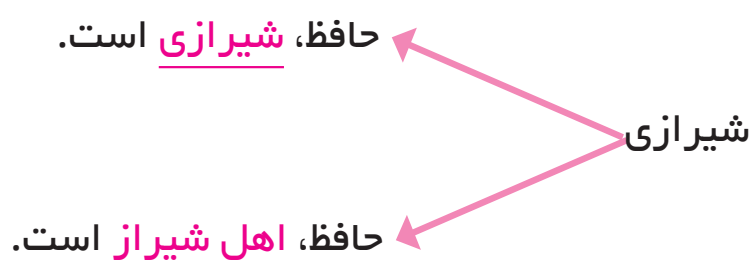 حافظ، شیرازی است.
شیرازی
حافظ، اهل شیراز است.